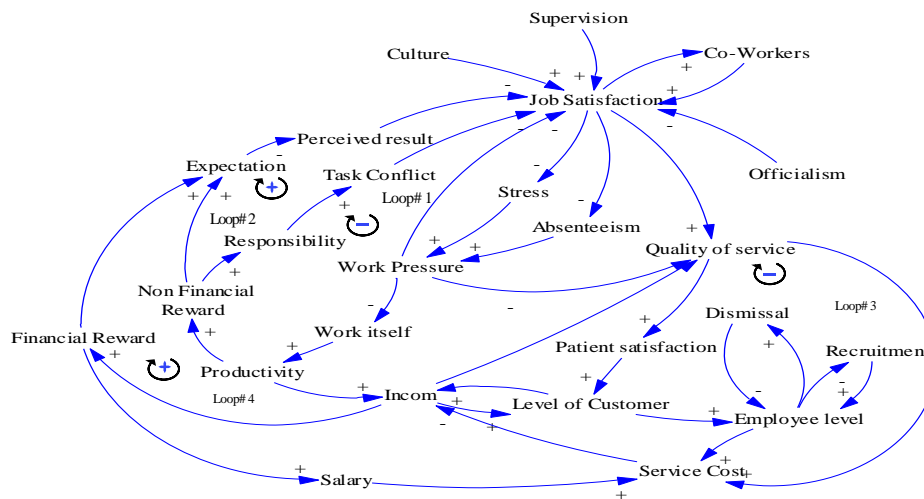 Supervision
Culture
Co-Workers
Job Satisfaction
Perceived result
Expectation
Task Conflict
Officialism
Stress
Loop# 1
Loop# 2
Absenteeism
Responsibility
Quality of service
Work Pressure
Non Financial
Reward
Loop# 3
Dismissal
Work itself
Financial Reward
Patient satisfaction
Recruitmen
Productivity
Loop# 4
Incom
Level of Customer
Employee level
Service Cost
Salary